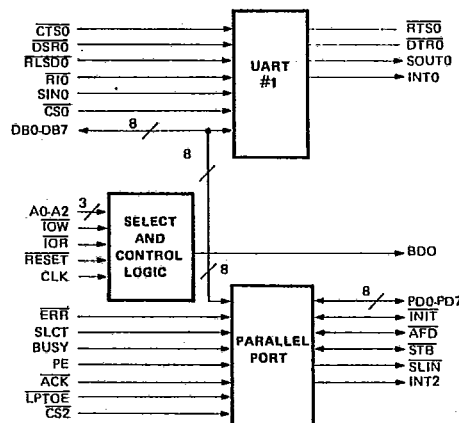 CTS0
DSR0
RLSD0
RI0
SIN0
CS0
DB0-DB7
8
UART
#1
RTS0
DTR0
SOUT0
INT0
8
A0-A2
3
IOW
IOR
RESET
CLK
SELECT
AND
CONTROL
LOGIC
BDO
8
ERR
SLCT
BUSY
PE
ACK
LPTOE
CS2
PARALLEL
PORT
8
PD0-PD7
INIT
AFD
STB
SLIN
INT2